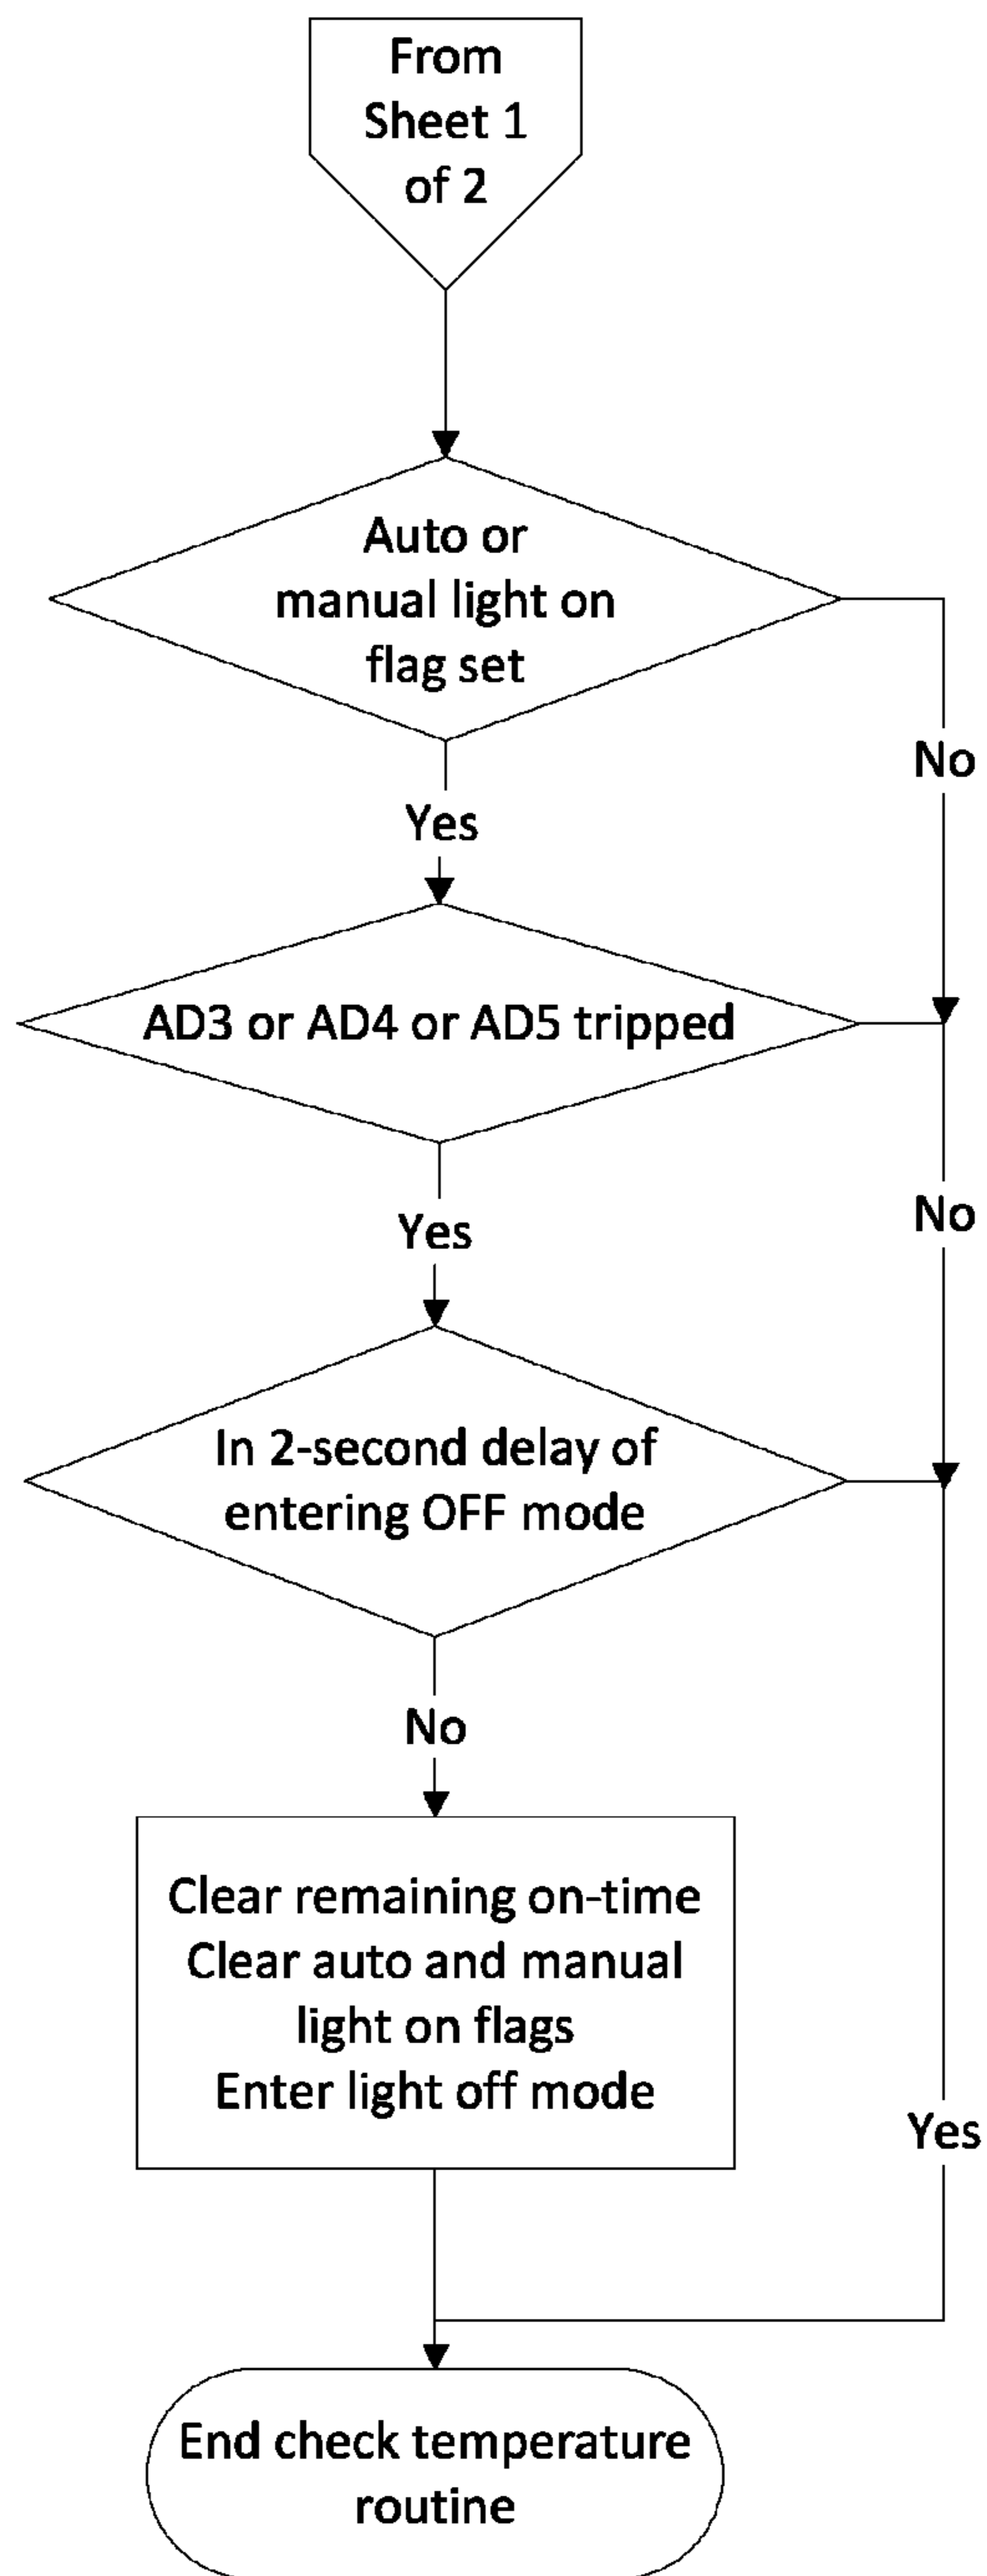 From
Sheet 1
of 2
Auto or
manual light on
flag set
No
Yes
AD3 or AD4 or AD5 tripped
No
Yes
In 2-second delay of
entering OFF mode
No
Clear remaining on-time
Clear auto and manual
light on flags
Enter light off mode
Yes
End check temperature
routine